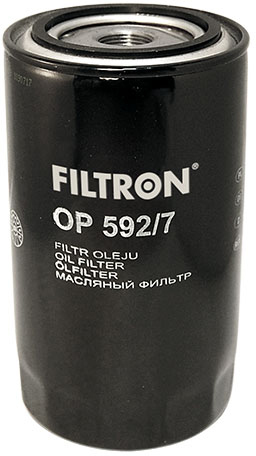 FILTRON®
OP 592/7
FILTR OLEJU
OIL FILTER
ÖLFILTER
МАСЛЯНЫЙ ФИЛЬТР